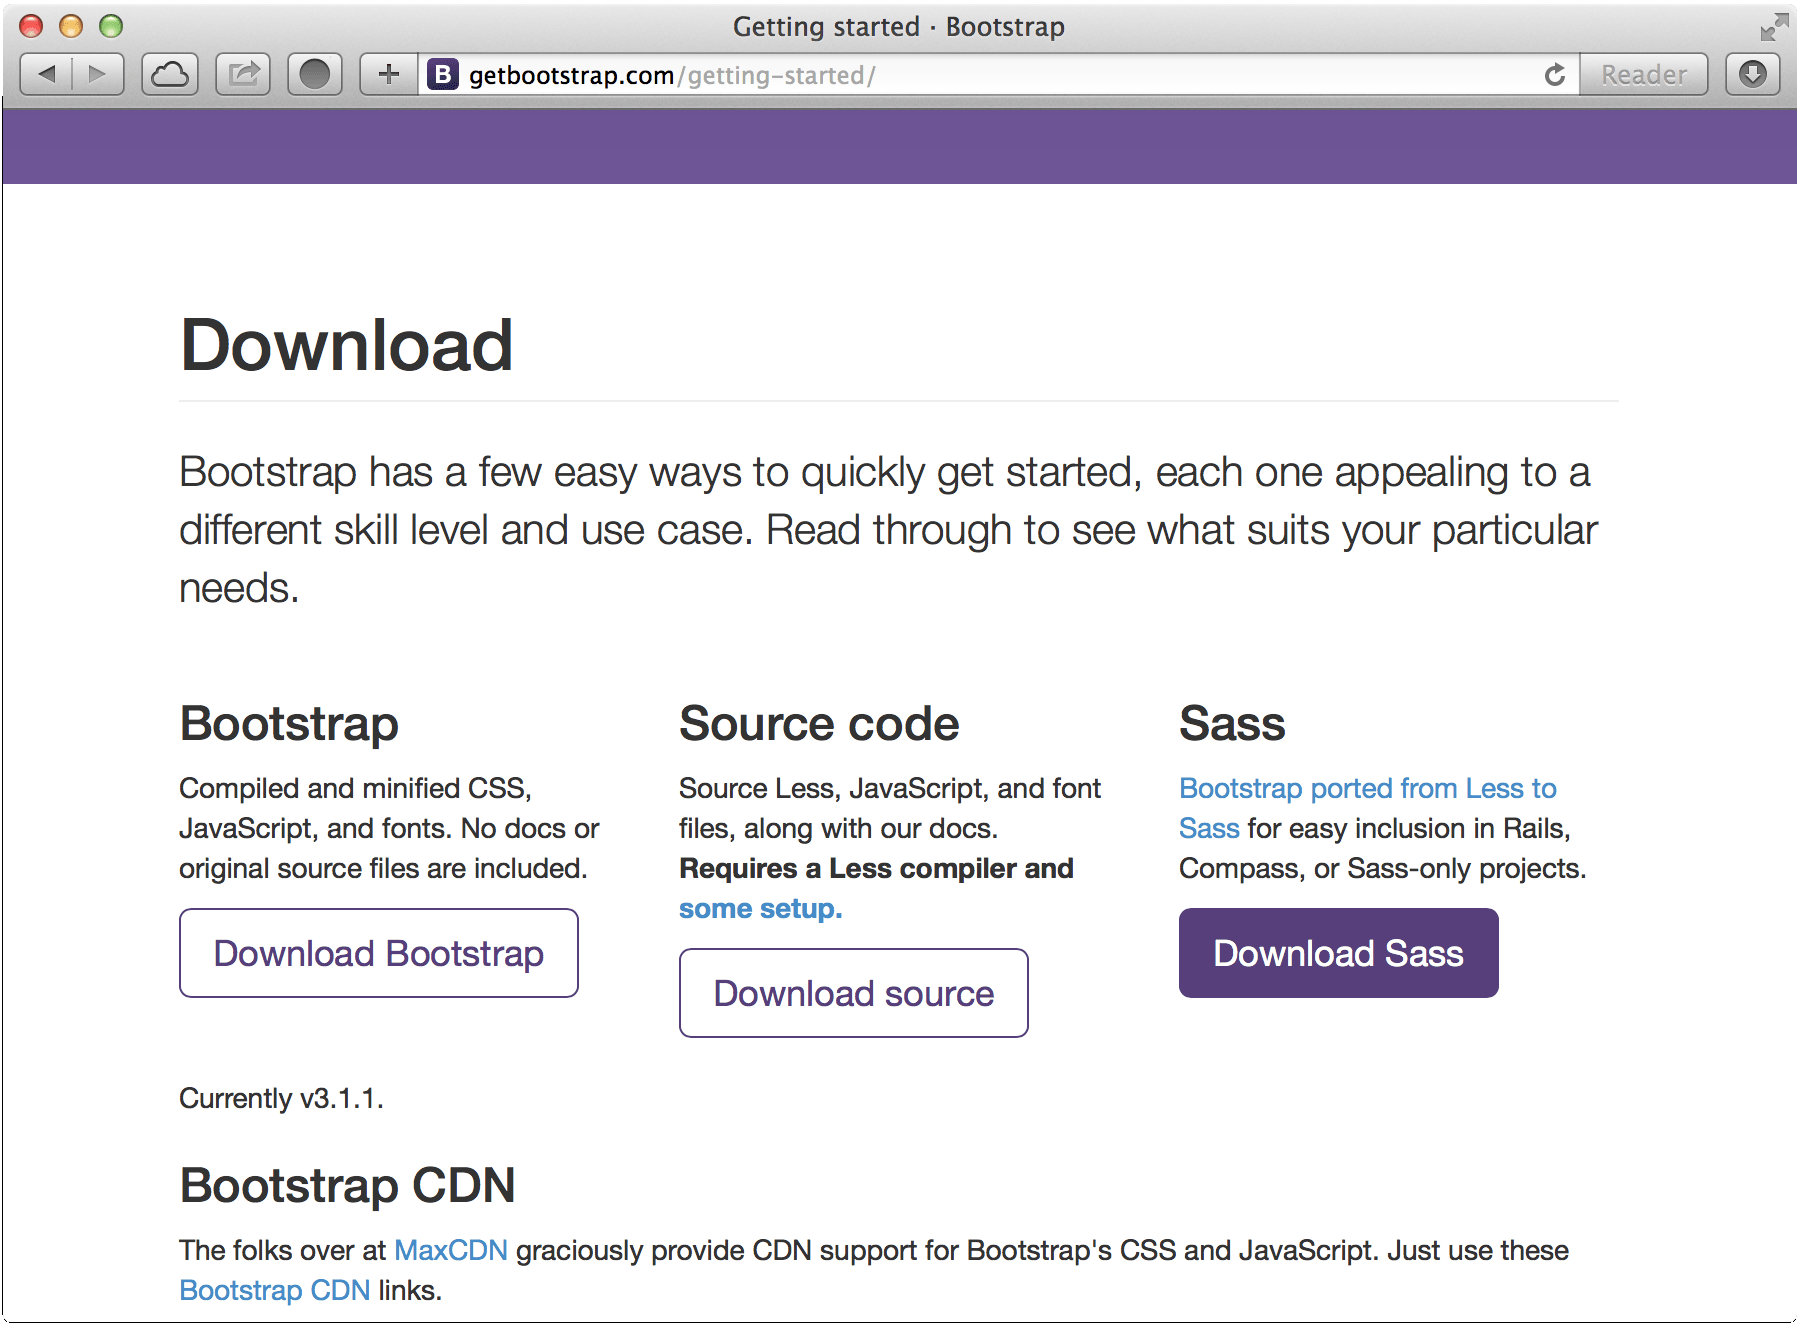 Getting started · Bootstrap
B getbootstrap.com/getting-started/ Reader
Download
Bootstrap has a few easy ways to quickly get started, each one appealing to a
different skill level and use case. Read through to see what suits your particular
needs.
Bootstrap
Compiled and minified CSS,
JavaScript, and fonts. No docs or
original source files are included.
Download Bootstrap
Source code
Source Less, JavaScript, and font
files, along with our docs.
Requires a Less compiler and
some setup.
Download source
Sass
Bootstrap ported from Less to
Sass for easy inclusion in Rails,
Compass, or Sass-only projects.
Download Sass
Currently v3.1.1.
Bootstrap CDN
The folks over at MaxCDN graciously provide CDN support for Bootstrap's CSS and JavaScript. Just use these
Bootstrap CDN links.